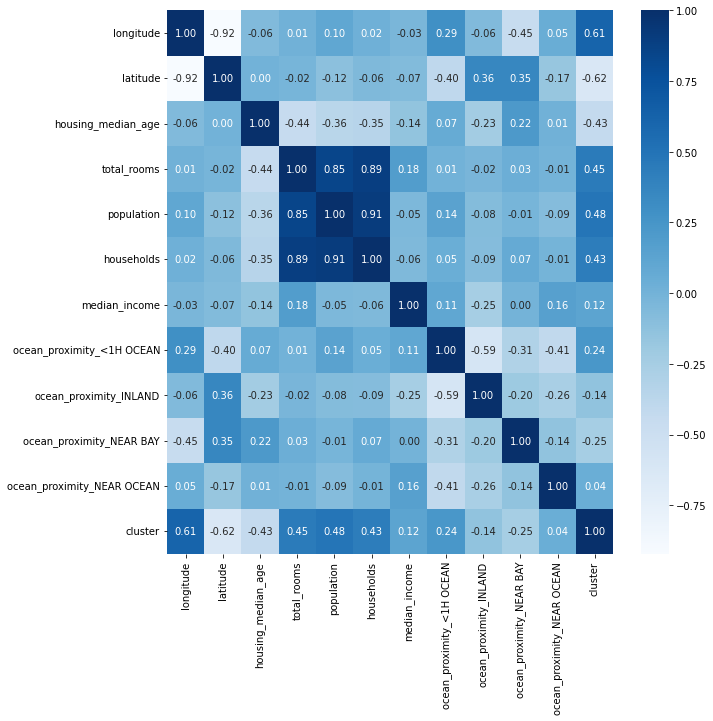 longitude 1.00 -0.92 -0.06 0.01 0.10 0.02 -0.03 0.29 -0.06 -0.45 0.05 0.61
latitude -0.92 1.00 0.00 -0.02 -0.12 -0.06 -0.07 -0.40 0.36 0.35 -0.17 -0.62
housing_median_age -0.06 0.00 1.00 -0.44 -0.36 -0.35 -0.14 0.07 -0.23 0.22 0.01 -0.43
total_rooms 0.01 -0.02 -0.44 1.00 0.85 0.89 0.18 0.01 -0.02 0.03 -0.01 0.45
population 0.10 -0.12 -0.36 0.85 1.00 0.91 -0.05 0.14 -0.08 -0.01 -0.09 0.48
households 0.02 -0.06 -0.35 0.89 0.91 1.00 -0.06 0.05 -0.09 0.07 -0.01 0.43
median_income -0.03 -0.07 -0.14 0.18 -0.05 -0.06 1.00 0.11 -0.25 0.00 0.16 0.12
ocean_proximity_<1H OCEAN 0.29 -0.40 0.07 0.01 0.14 0.05 0.11 1.00 -0.59 -0.31 -0.41 0.24
ocean_proximity_INLAND -0.06 0.36 -0.23 -0.02 -0.08 -0.09 -0.25 -0.59 1.00 -0.20 -0.26 -0.14
ocean_proximity_NEAR BAY -0.45 0.35 0.22 0.03 -0.01 0.07 0.00 -0.31 -0.20 1.00 -0.14 -0.25
ocean_proximity_NEAR OCEAN 0.05 -0.17 0.01 -0.01 -0.09 -0.01 0.16 -0.41 -0.26 -0.14 1.00 0.04
cluster 0.61 -0.62 -0.43 0.45 0.48 0.43 0.12 0.24 -0.14 -0.25 0.04 1.00
longitude
latitude
housing_median_age
total_rooms
population
households
median_income
ocean_proximity_<1H OCEAN
ocean_proximity_INLAND
ocean_proximity_NEAR BAY
ocean_proximity_NEAR OCEAN
cluster
1.00
0.75
0.50
0.25
0.00
−0.25
−0.50
−0.75